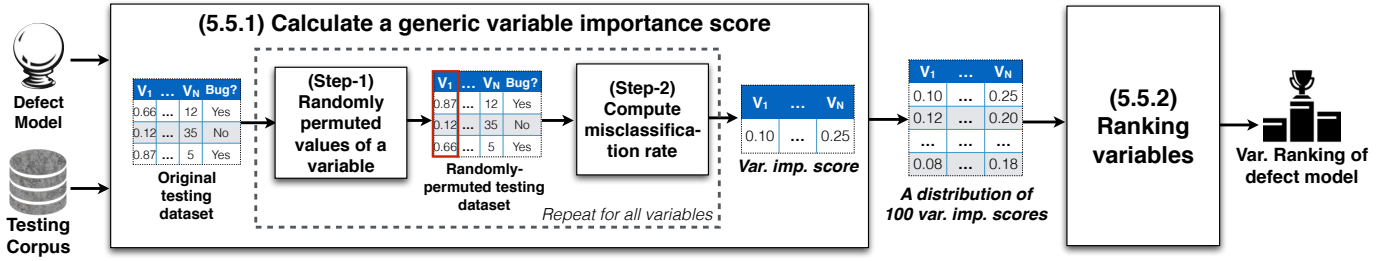 (5.5.1) Calculate a generic variable importance score
Defect
Model
Testing
Corpus
V1 ... VN Bug?
0.66 ... 12 Yes
0.12 ... 35 No
0.87 ... 5 Yes
Original
testing
dataset
(Step-1)
Randomly
permuted
values of a
variable
V1 ... VN Bug?
0.87 ... 12 Yes
0.12 ... 35 No
0.66 ... 5 Yes
Randomly-
permuted testing
dataset
(Step-2)
Compute
misclassifica-
tion rate
Repeat for all variables
V1 ... VN
0.10 ... 0.25
Var. imp. score
V1 ... VN
0.10 ... 0.25
0.12 ... 0.20
... ... ...
0.08 ... 0.18
A distribution of
100 var. imp. scores
(5.5.2)
Ranking
variables
Var. Ranking of
defect model